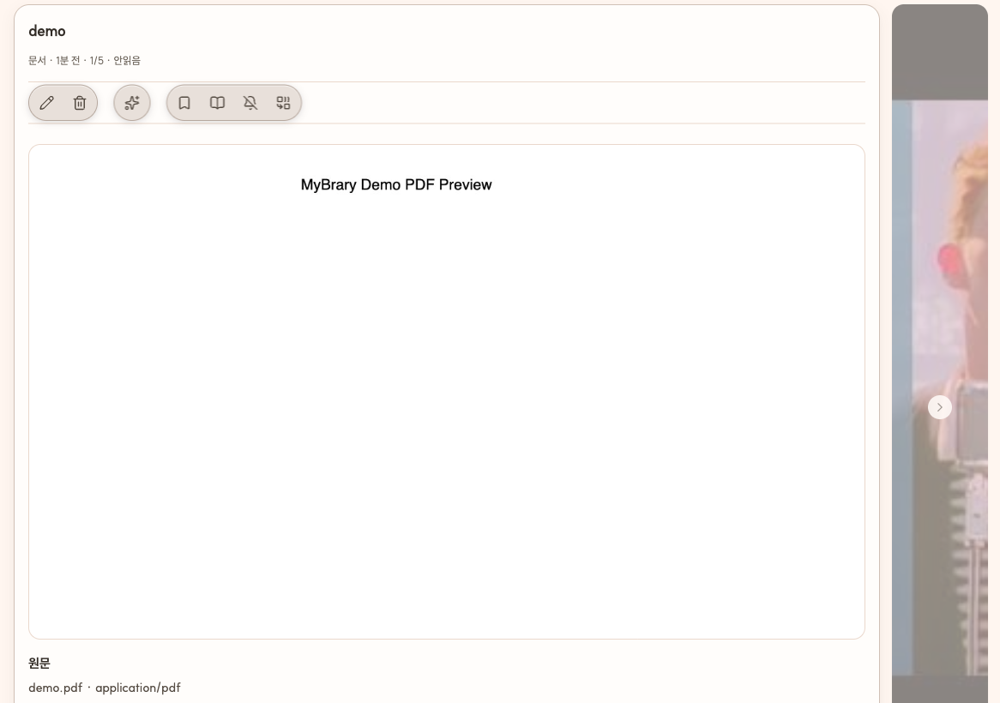 demo
문서 · 1분 전 · 1/5 · 안읽음
MyBrary Demo PDF Preview
원문
demo.pdf · application/pdf